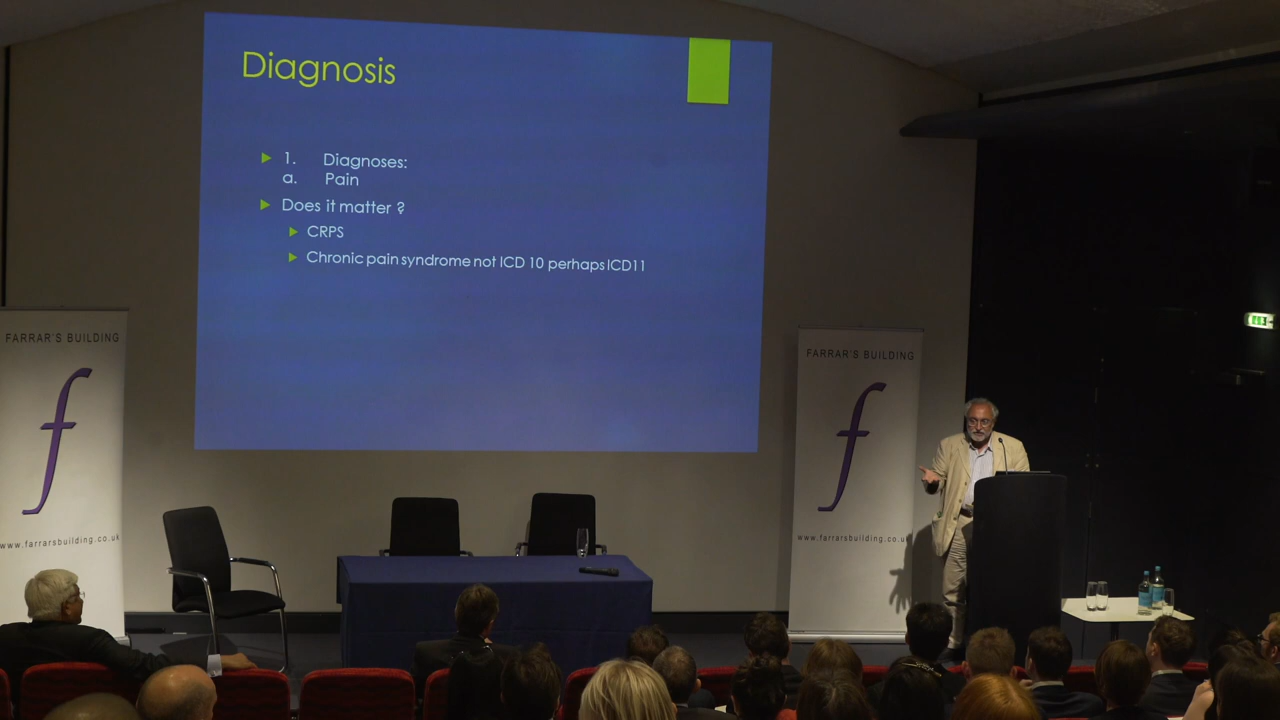 Diagnosis
1. Diagnoses:
a. Pain
Does it matter ?
CRPS
Chronic pain syndrome not ICD 10 perhaps ICD11
FARRAR'S BUILDING
f
www.farrarsbuilding.co.uk
FARRAR'S BUILDING
f
www.farrarsbuilding.co.uk